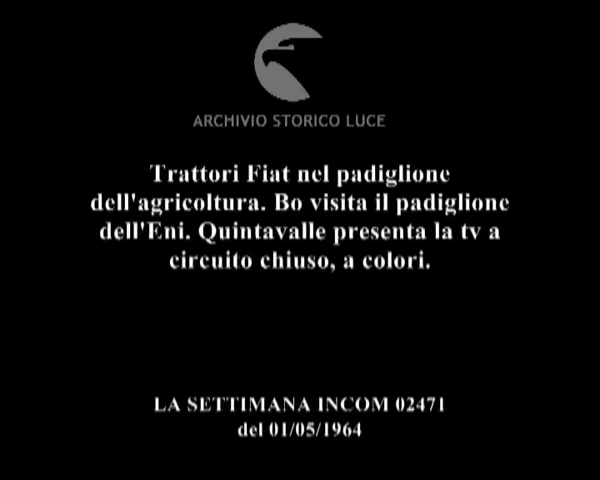 ARCHIVIO STORICO LUCE
Trattori Fiat nel padiglione
dell'agricoltura. Bo visita il padiglione
dell'Eni. Quintavalle presenta la tv a
circuito chiuso, a colori.
LA SETTIMANA INCOM 02471
del 01/05/1964